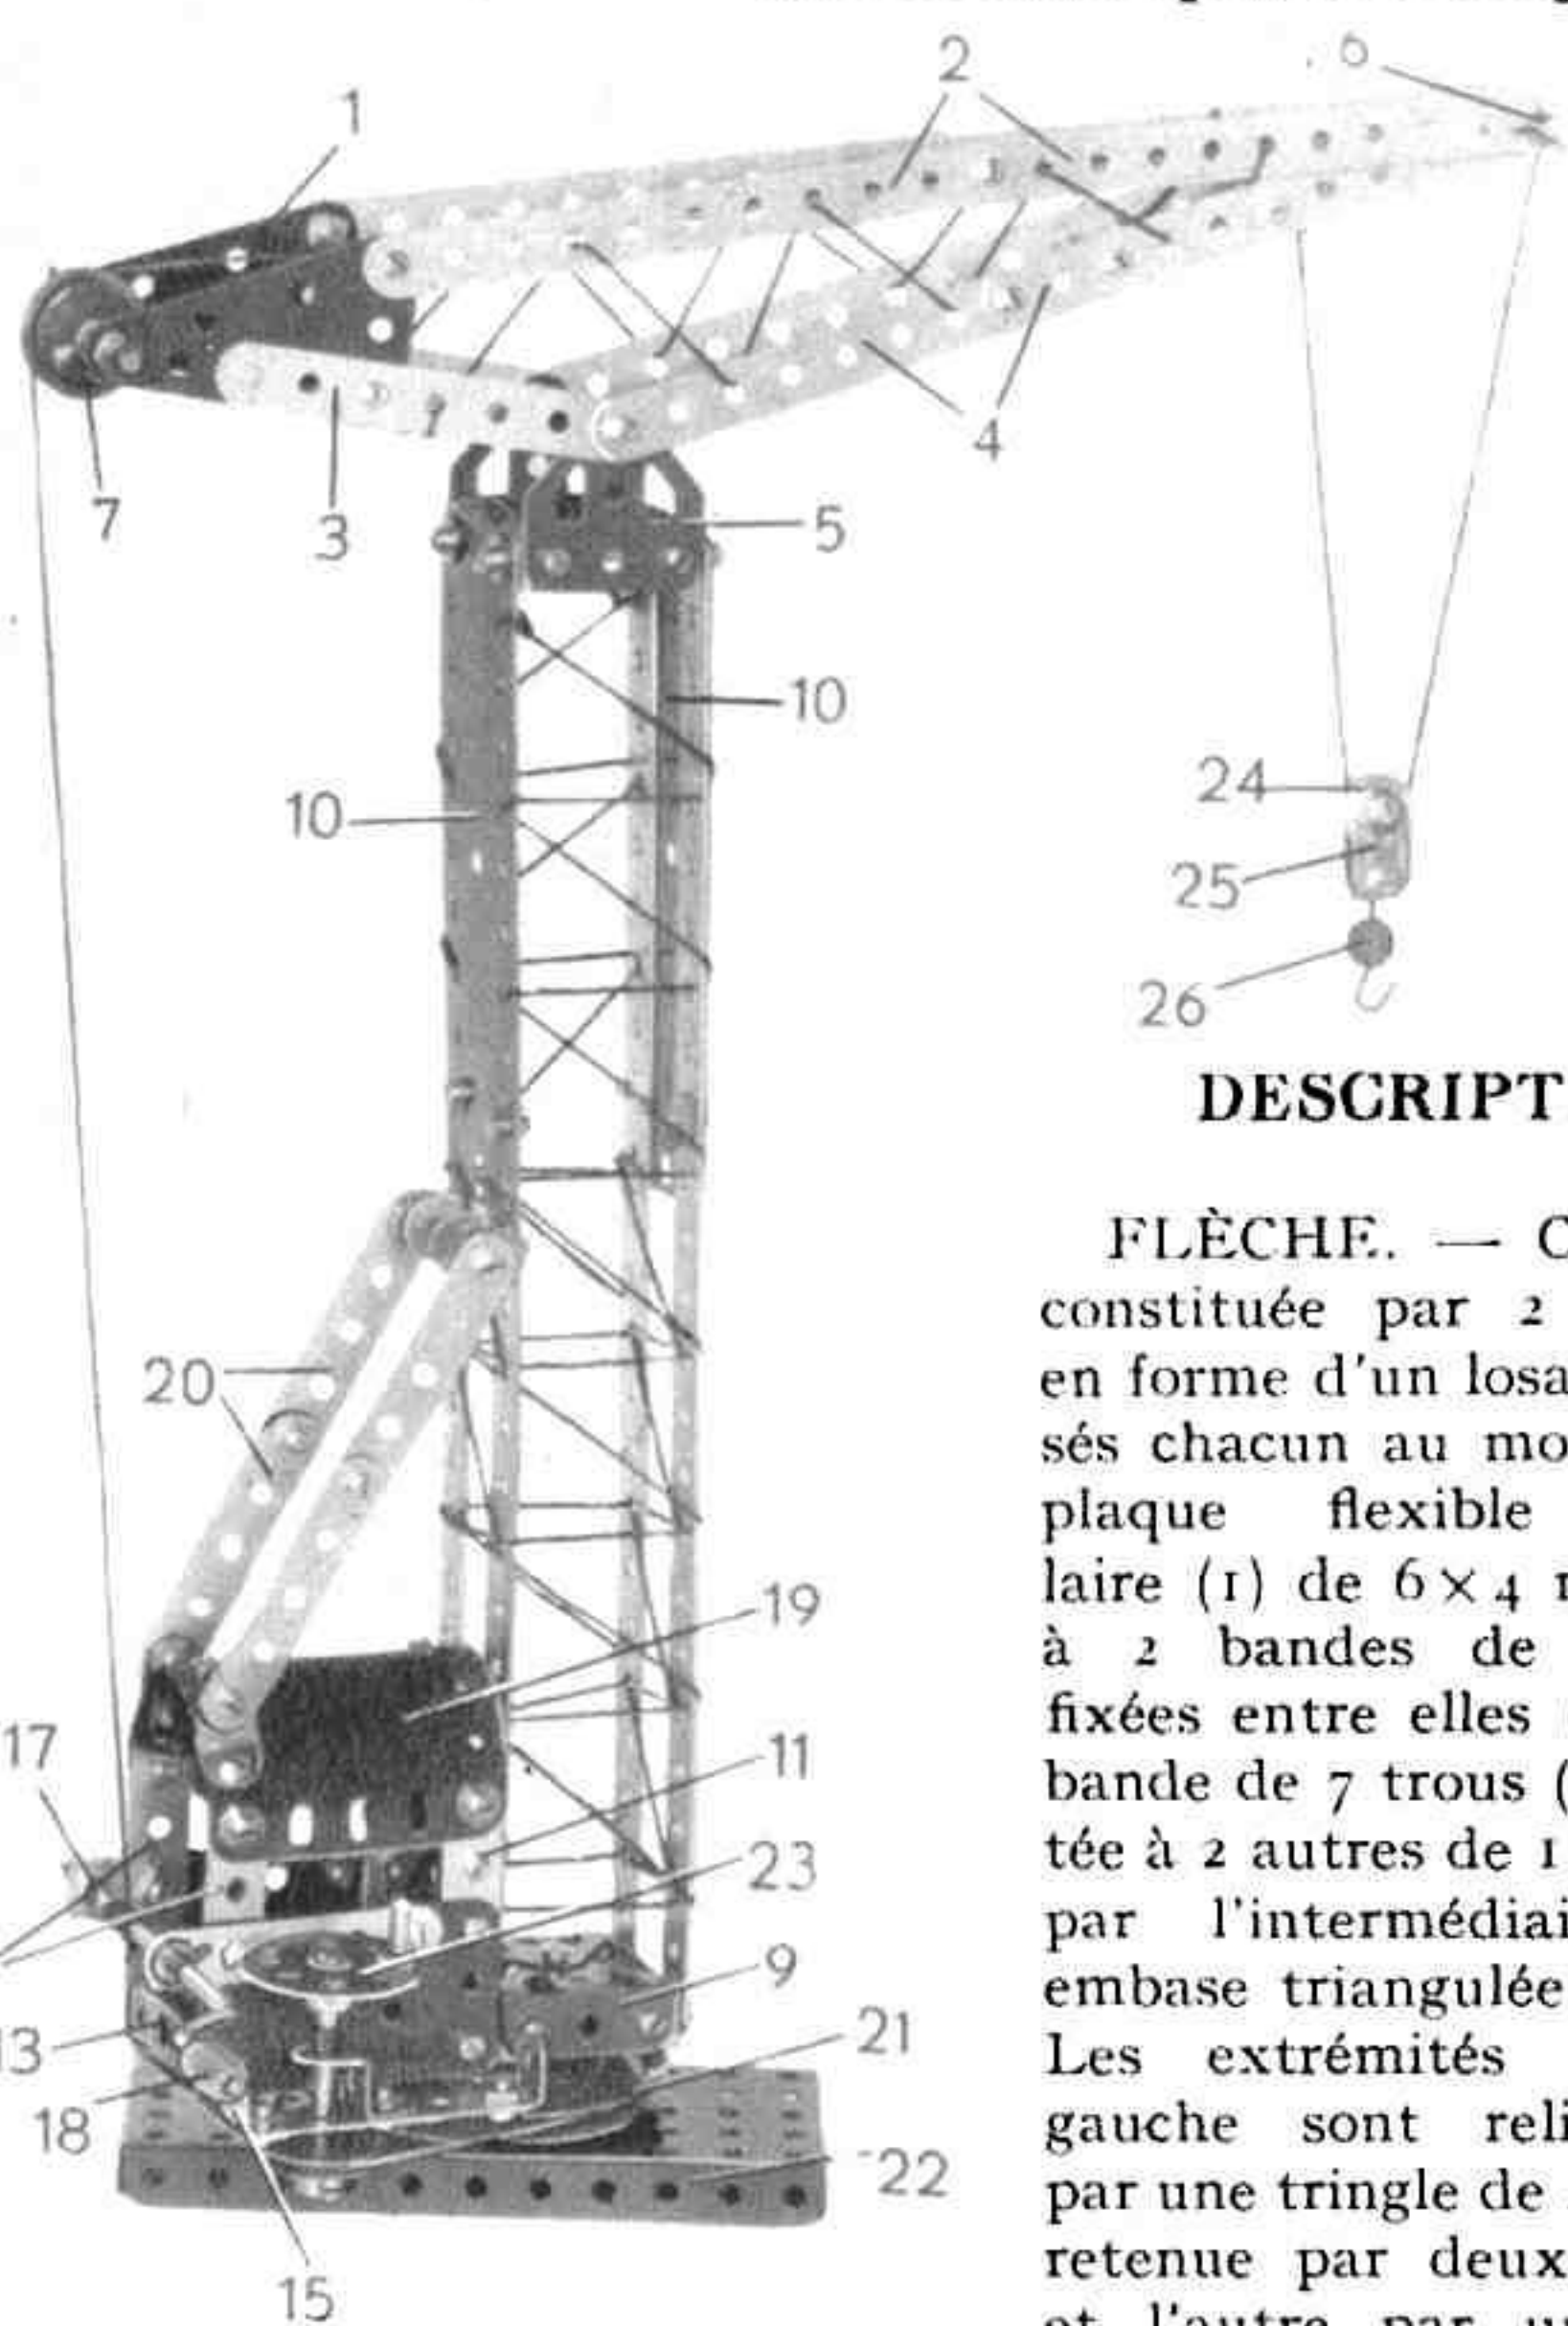 6
2
1
4
7
3
5
10
10
24
25
26
DESCRIPT
FLÈCHE. — C
constituée par 2
en forme d'un losa
sés chacun au mo
plaque flexible
laire (1) de 6×4
à 2 bandes de
fixées entre elles
bande de 7 trous (
tée à 2 autres de 1
par l'intermédiai
embase triangulée
Les extrémités
gauche sont reli
par une tringle de
retenue par deux
et l'autre par
20
19
17
11
23
9
13
21
18
22
15